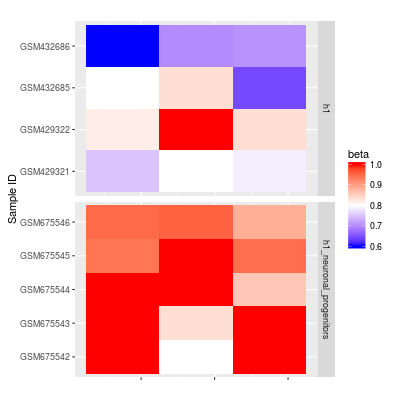 Sample ID
GSM432686
GSM432685
GSM429322
GSM429321
h1
GSM675546
GSM675545
GSM675544
GSM675543
GSM675542
h1_neuronal_progenitors
beta
1.0
0.9
0.8
0.7
0.6